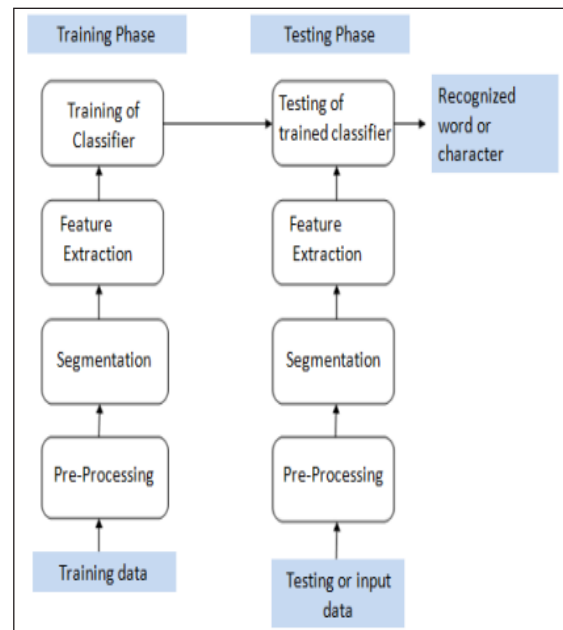 Training Phase
Testing Phase
Training of
Classifier
Testing of
trained classifier
Recognized
word or
character
Feature
Extraction
Feature
Extraction
Segmentation
Segmentation
Pre-Processing
Pre-Processing
Training data
Testing or input
data